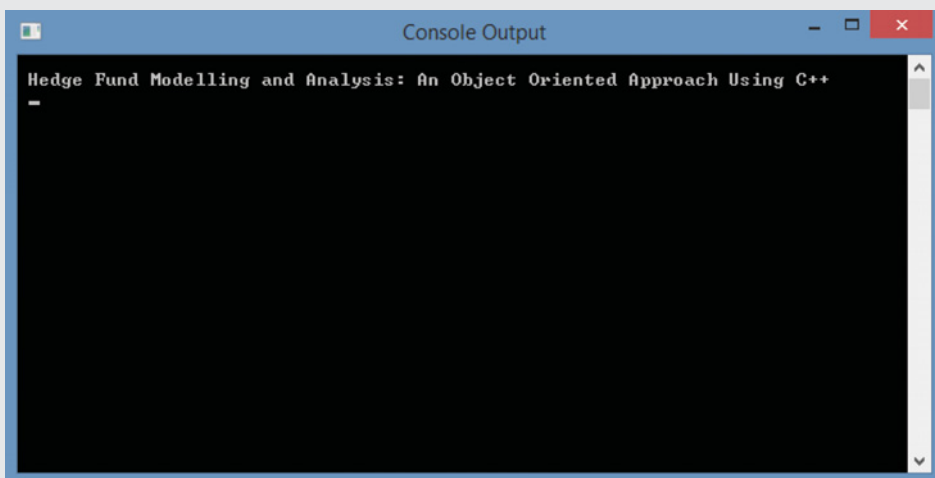 Console Output
Hedge Fund Modelling and Analysis: An Object Oriented Approach Using C++